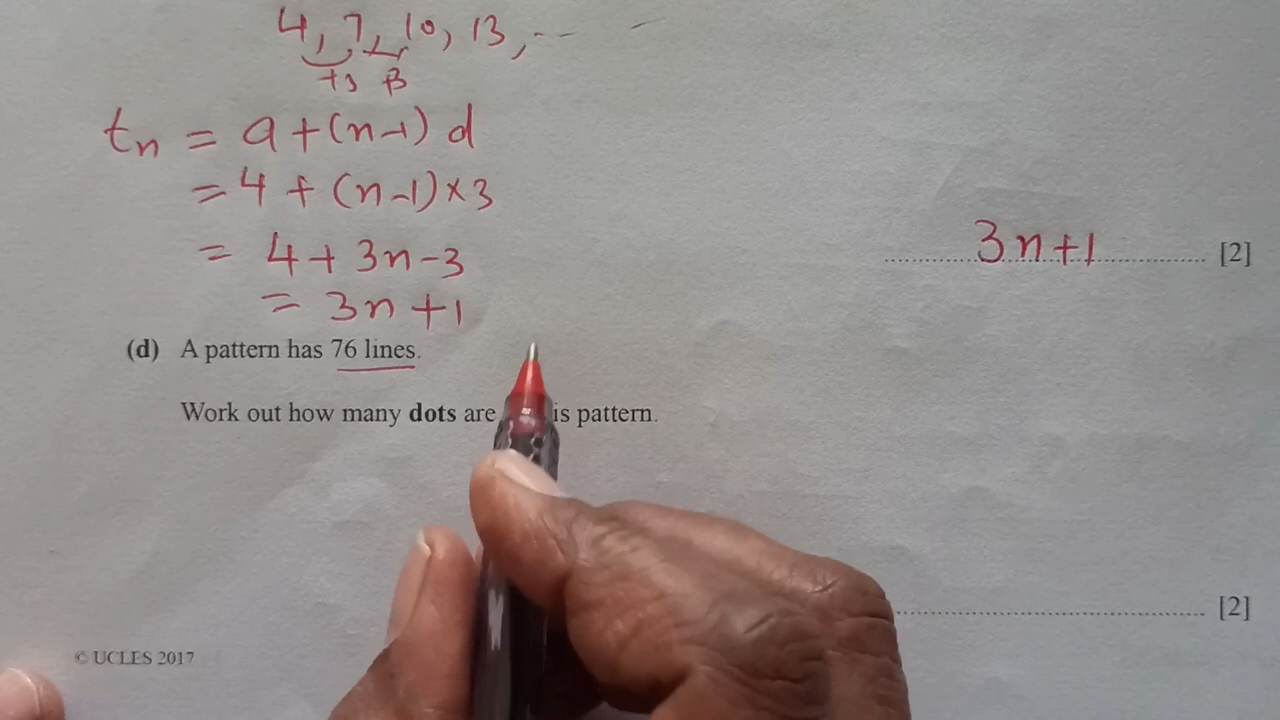 4, 7, 10, 13, ...
+3 +3
tn = a + (n-1) d
= 4 + (n-1) × 3
= 4 + 3n - 3
= 3n + 1
3n + 1 [2]
(d) A pattern has 76 lines.
Work out how many dots are is pattern.
[2]
© UCLES 2017